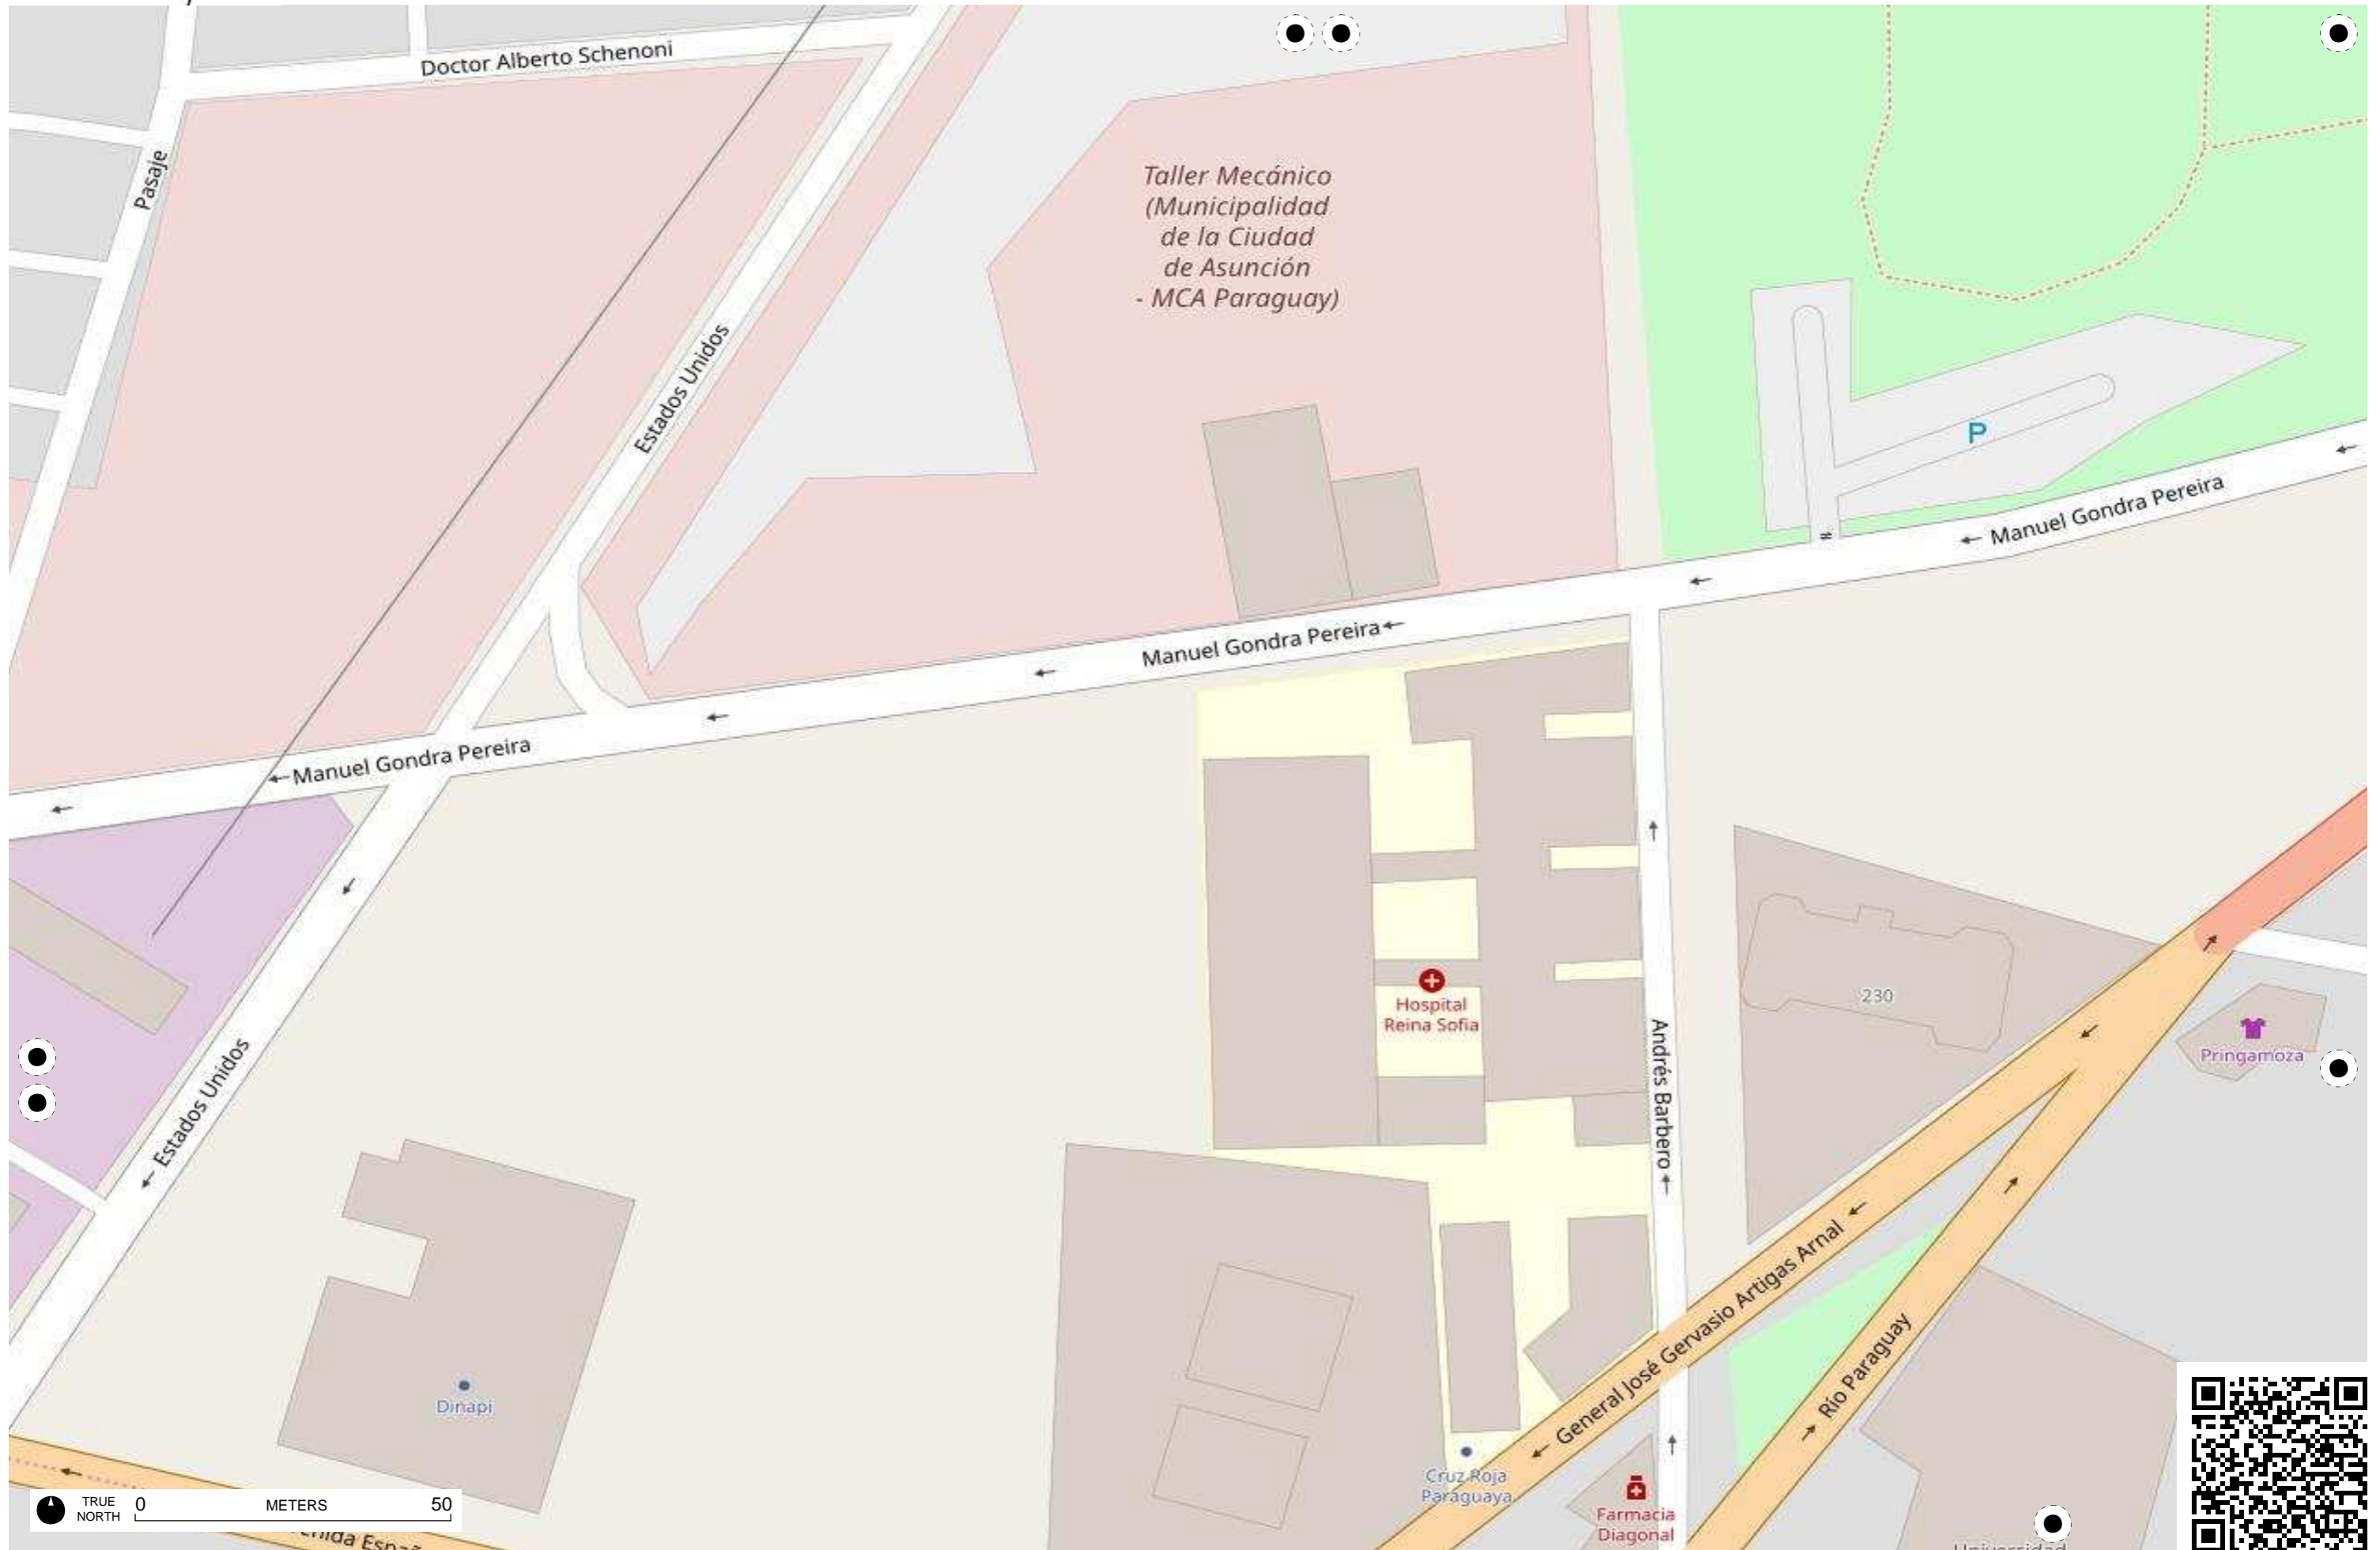 Doctor Alberto Schenoni
Pasaje
Taller Mecánico
(Municipalidad
de la Ciudad
de Asunción
- MCA Paraguay)
Estados Unidos
P
Manuel Gondra Pereira
Manuel Gondra Pereira
Manuel Gondra Pereira
Hospital
Reina Sofia
230
Pringamoza
Andrés Barbero
Estados Unidos
General José Gervasio Artigas Arnal
Río Paraguay
Dinapi
Cruz Roja
Paraguaya
Farmacia
Diagonal
TRUE
NORTH
0 METERS 50